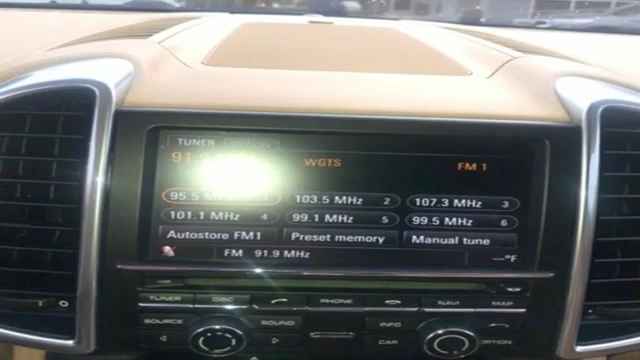 TUNER
91.9 WGTS FM 1
95.5 MHz 1 103.5 MHz 2 107.3 MHz 3
101.1 MHz 4 99.1 MHz 5 99.5 MHz 6
Autostore FM1 Preset memory Manual tune
FM 91.9 MHz ---°F
TUNER DISC PHONE NAVI MAP
SOURCE SOUND INFO
CAR OPTION